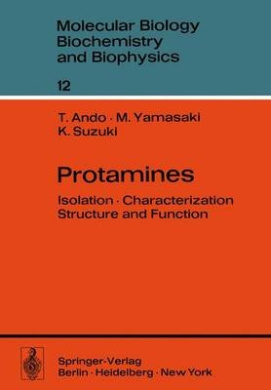 Molecular Biology
Biochemistry
and Biophysics
12
T. Ando · M. Yamasaki
K. Suzuki
Protamines
Isolation · Characterization
Structure and Function
Springer-Verlag
Berlin · Heidelberg · New York